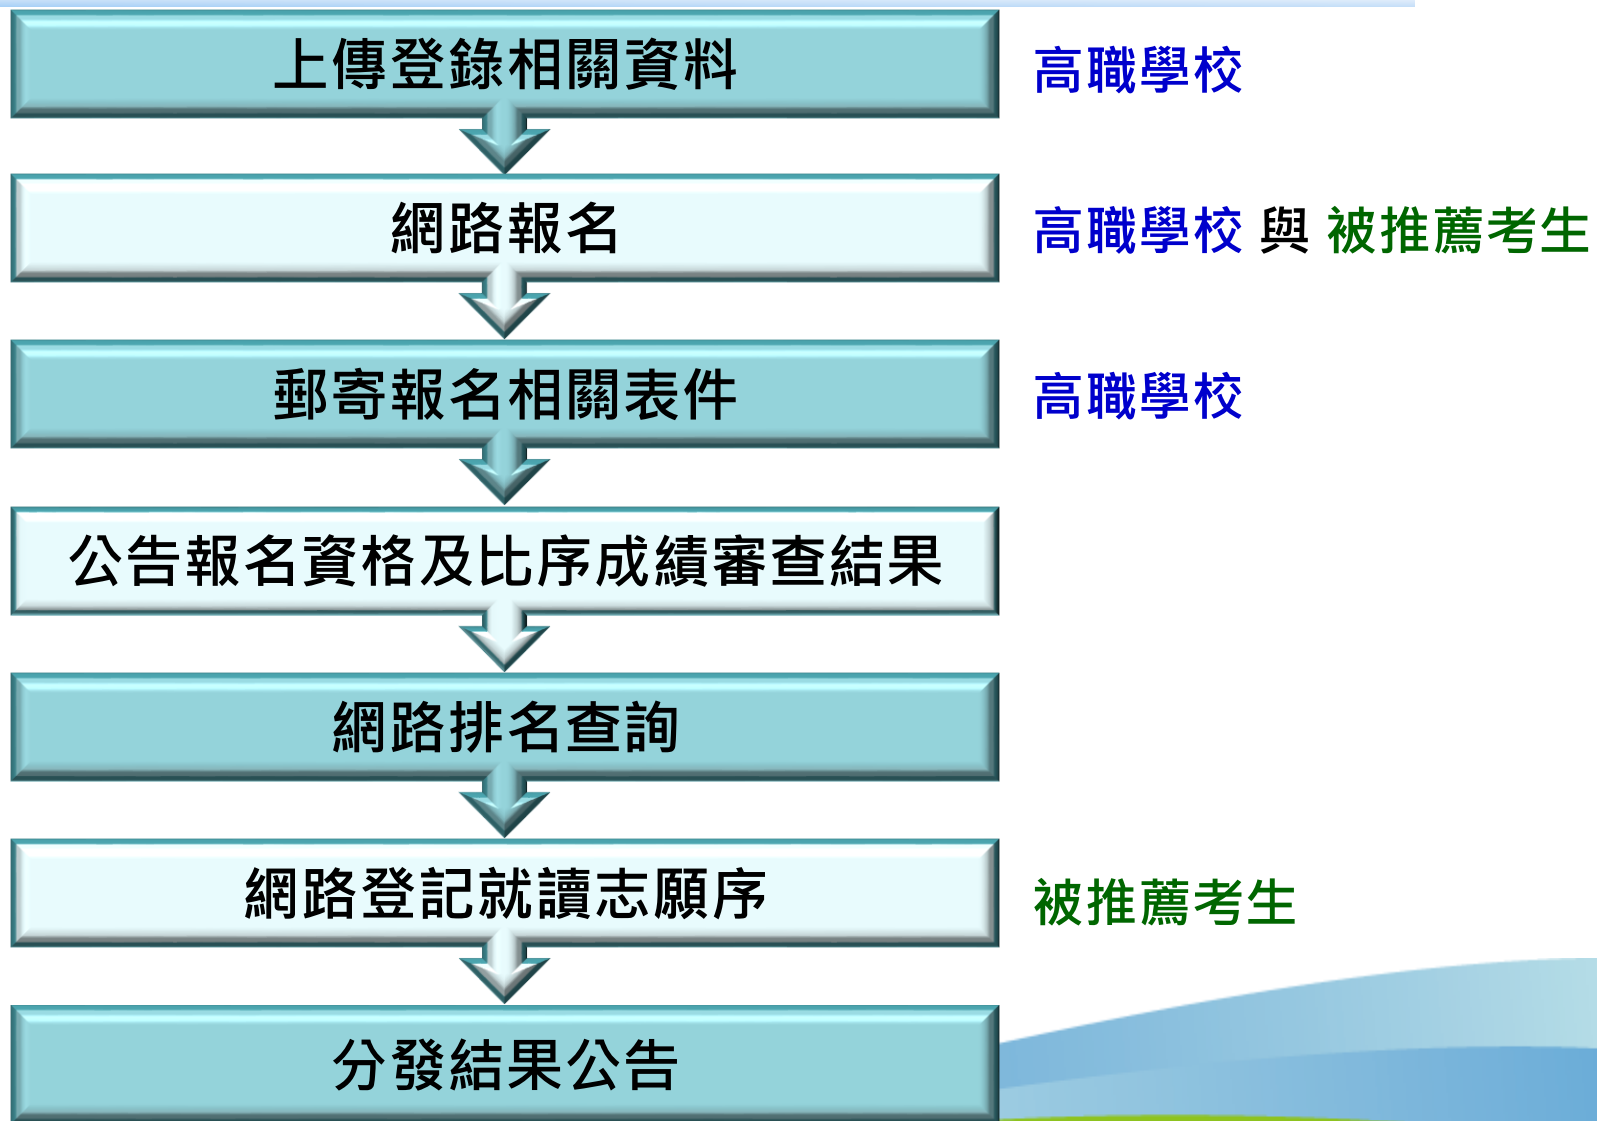 上傳登錄相關資料 高職學校
網路報名 高職學校 與 被推薦考生
郵寄報名相關表件 高職學校
公告報名資格及比序成績審查結果
網路排名查詢
網路登記就讀志願序 被推薦考生
分發結果公告